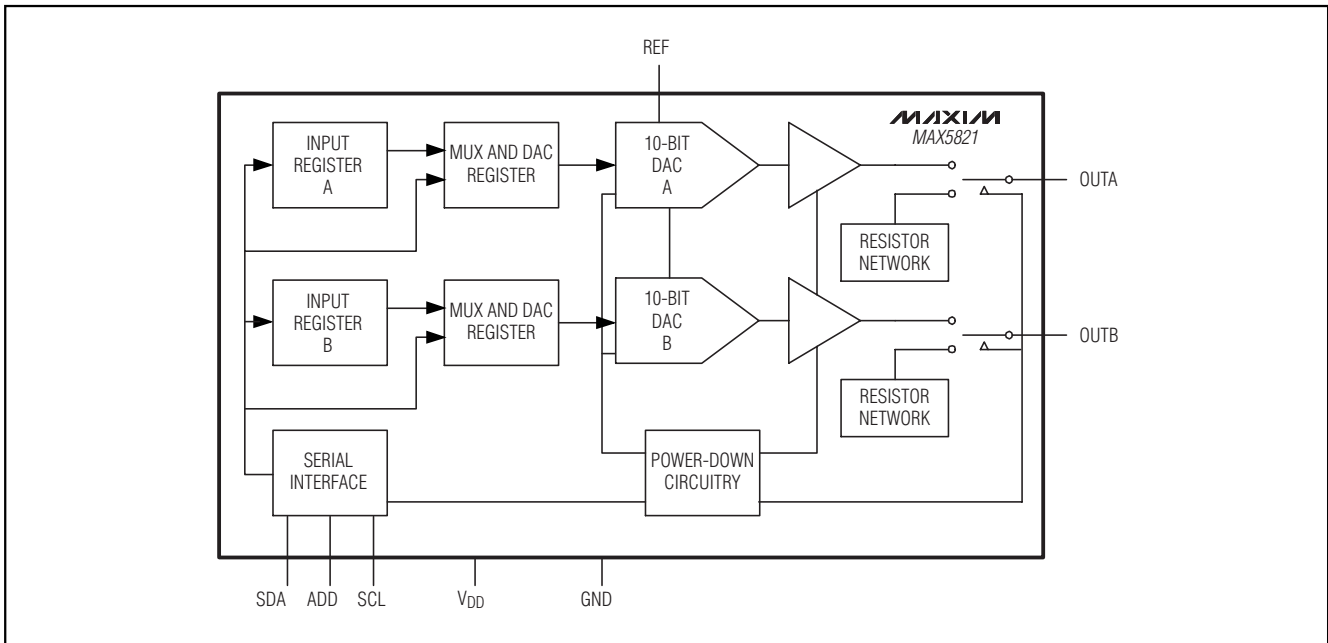 REF
MAXIM
MAX5821
INPUT
REGISTER
A
MUX AND DAC
REGISTER
10-BIT
DAC
A
OUTA
RESISTOR
NETWORK
INPUT
REGISTER
B
MUX AND DAC
REGISTER
10-BIT
DAC
B
OUTB
RESISTOR
NETWORK
SERIAL
INTERFACE
POWER-DOWN
CIRCUITRY
SDA ADD SCL VDD GND